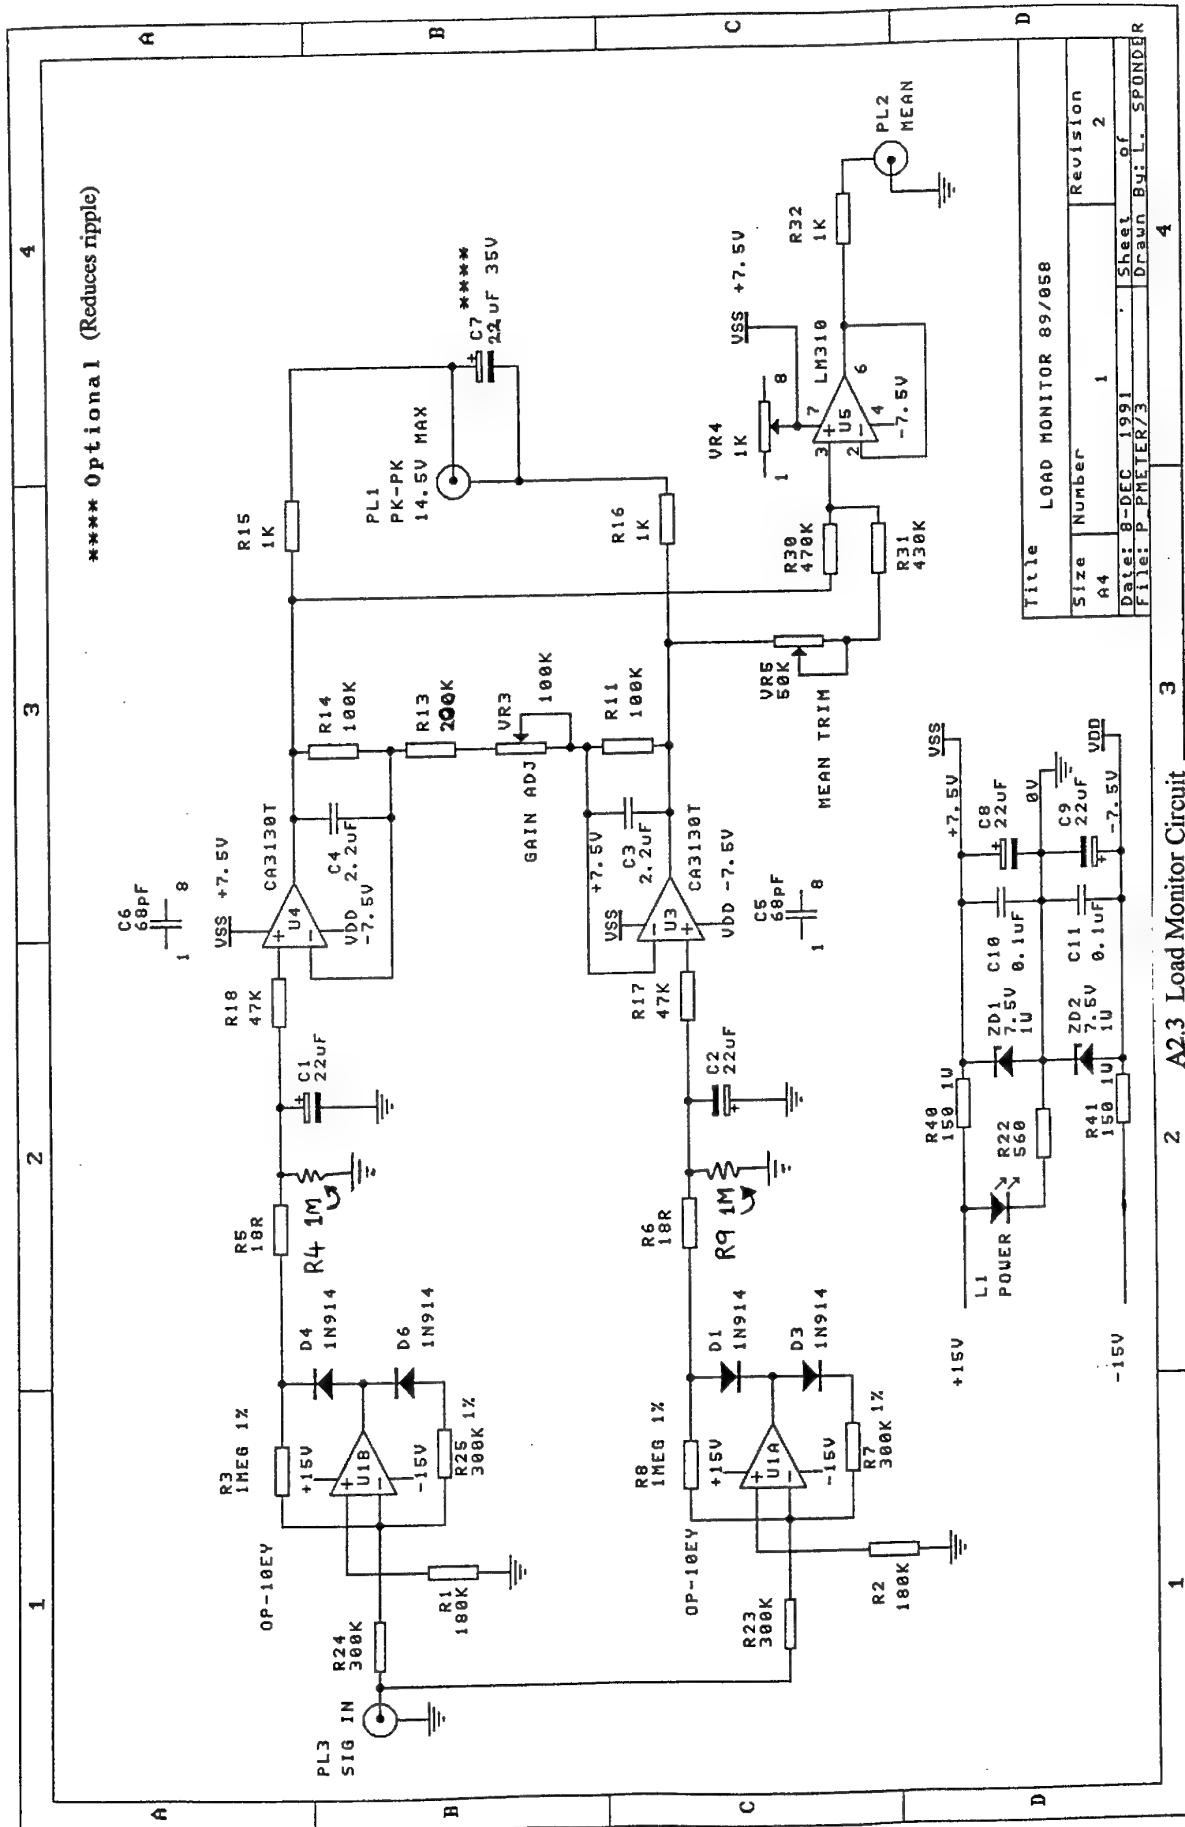 1
2
3
4
A
B
C
D
**** Optional (Reduces ripple)
C6
68pF
1
8
VSS +7.5V
R18
47K
CA3130T
U4
+
-
VDD
-7.5V
C4
2.2uF
R14
100K
R13
200K
VR3
100K
GAIN ADJ
R15
1K
PL1
PK-PK
14.5V MAX
C7 ****
22uF 35V
+
R3
1MEG 1%
+15V
U1B
+
-
-15V
D4
1N914
D6
1N914
R25
300K 1%
OP-10EY
R5
18R
R4 1M
C1
22uF
+
PL3
SIG IN
R24
300K
R1
180K
R8
1MEG 1%
+15V
U1A
+
-
-15V
D1
1N914
D3
1N914
R7
300K 1%
OP-10EY
R23
300K
R2
180K
R6
18R
R9 1M
C2
22uF
+
R17
47K
+7.5V
VSS
U3
-
+
CA3130T
VDD -7.5V
C3
2.2uF
R11
100K
C5
68pF
1
8
R16
1K
VR5
50K
MEAN TRIM
R30
470K
R31
430K
VR4
1K
1
8
VSS +7.5V
LM310
3
2
7
+
-
U5
6
4
-7.5V
R32
1K
PL2
MEAN
+15V
L1
POWER
R40
150 1W
R22
560
R41
150 1W
-15V
ZD1
7.5V
1W
ZD2
7.5V
1W
C10
0.1uF
C11
0.1uF
+7.5V
VSS
C8
22uF
+
0V
C9
22uF
+
-7.5V
VDD
Title
LOAD MONITOR 89/058
Size
A4
Number
1
Revision
2
Date: 8-DEC 1991
Sheet of
File: P_PMETER/3
Drawn By: L. SPONDER
1
2
3
4
A
B
C
D
A2.3 Load Monitor Circuit